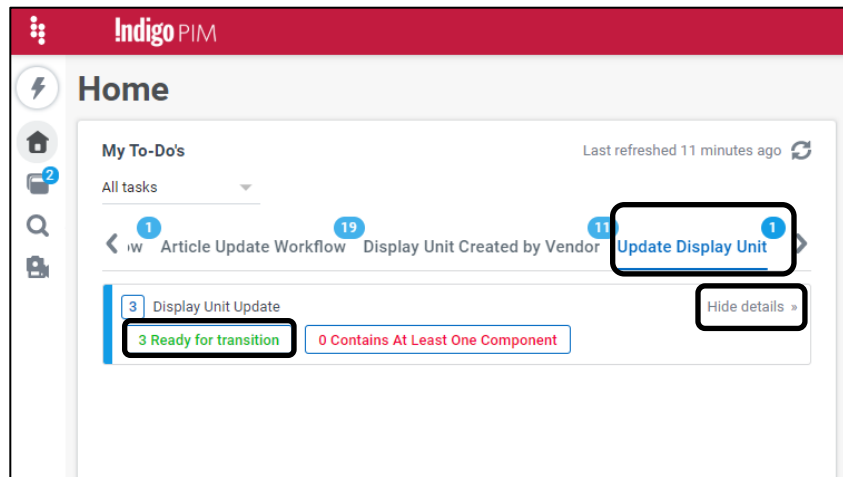 Indigo PIM
Home
My To-Do's
Last refreshed 11 minutes ago
2
All tasks
1 19 11 1
ow Article Update Workflow Display Unit Created by Vendor Update Display Unit
3 Display Unit Update
Hide details »
3 Ready for transition 0 Contains At Least One Component